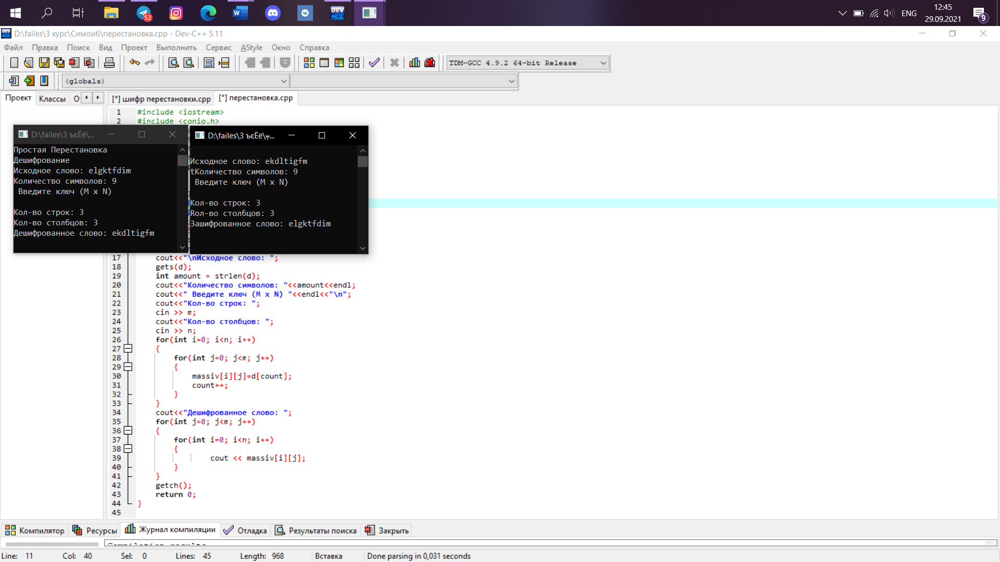 ENG
12:45
29.09.2021
52
9
D:\failes\3 курс\Симоиб\перестановка.cpp - Dev-C++ 5.11
Файл Правка Поиск Вид Проект Выполнить Сервис AStyle Окно Справка
TDM-GCC 4.9.2 64-bit Release
(globals)
Проект Классы О [*] шифр перестановки.cpp [*] перестановка.cpp
1 #include <iostream>
2 #include <conio.h>
D:\failes\3 ъєЁё\...
Простая Перестановка
Дешифрование
Исходное слово: elgktfdim
Количество символов: 9
Введите ключ (M x N)
Кол-во строк: 3
Кол-во столбцов: 3
Дешифрованное слово: ekdltigfm
D:\failes\3 ъєЁё\╤...
Исходное слово: ekdltigfm
tКоличество символов: 9
Введите ключ (M x N)
Кол-во строк: 3
Rол-во столбцов: 3
Зашифрованное слово: elgktfdim
17 cout<<"\nИсходное слово: ";
18 gets(d);
19 int amount = strlen(d);
20 cout<<"Количество символов: "<<amount<<endl;
21 cout<<" Введите ключ (M x N) "<<endl<<"\n";
22 cout<<"Кол-во строк: ";
23 cin >> m;
24 cout<<"Кол-во столбцов: ";
25 cin >> n;
26 for(int i=0; i<n; i++)
27 {
28 for(int j=0; j<m; j++)
29 {
30 massiv[i][j]=d[count];
31 count++;
32 }
33 }
34 cout<<"Дешифрованное слово: ";
35 for(int j=0; j<m; j++)
36 {
37 for(int i=0; i<n; i++)
38 {
39 cout << massiv[i][j];
40 }
41 }
42 getch();
43 return 0;
44 }
45
Компилятор Ресурсы Журнал компиляции Отладка Результаты поиска Закрыть
Line: 11 Col: 40 Sel: 0 Lines: 45 Length: 968 Вставка Done parsing in 0,031 seconds